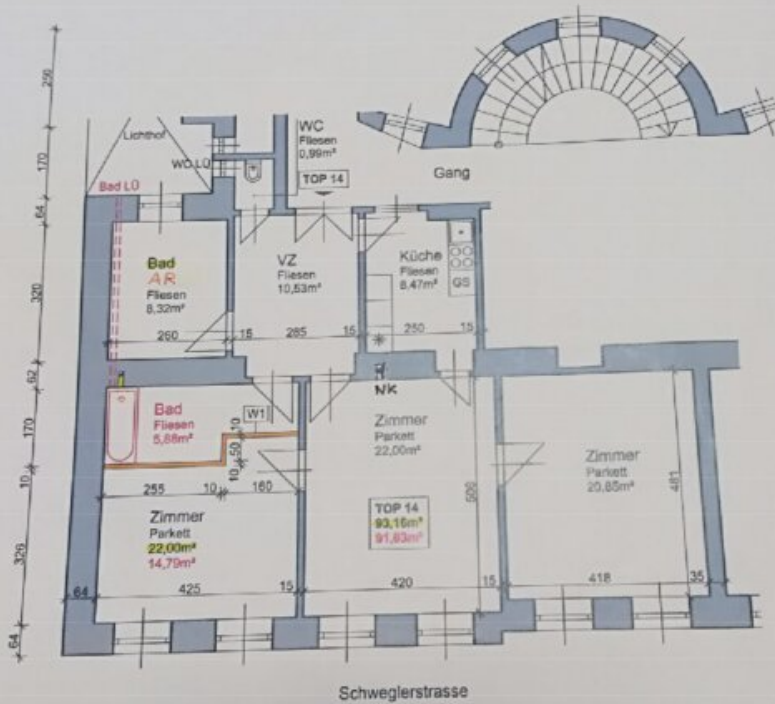 250
170
64
320
62
170
10
329
64
Lichthof
WC LÜ
WC
Fliesen
0,99m²
TOP 14
Gang
Bad LÜ
Bad
AR
Fliesen
8,32m²
VZ
Fliesen
10,53m²
Küche
Fliesen
8,47m²
GS
260
15
285
15
250
15
NK
Bad
Fliesen
5,88m²
W1
10
50
10
255
10
160
Zimmer
Parkett
22,00m²
14,79m²
Zimmer
Parkett
22,00m²
TOP 14
93,16m²
91,83m²
506
Zimmer
Parkett
20,85m²
481
64
425
15
420
15
418
35
Schweglerstrasse